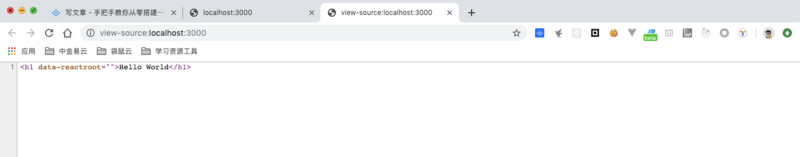 写文章 - 手把手教你从零搭建一
localhost:3000
view-source:localhost:3000
view-source:localhost:3000
应用
中金易云
袋鼠云
学习资源工具
beta
1 <h1 data-reactroot="">Hello World</h1>